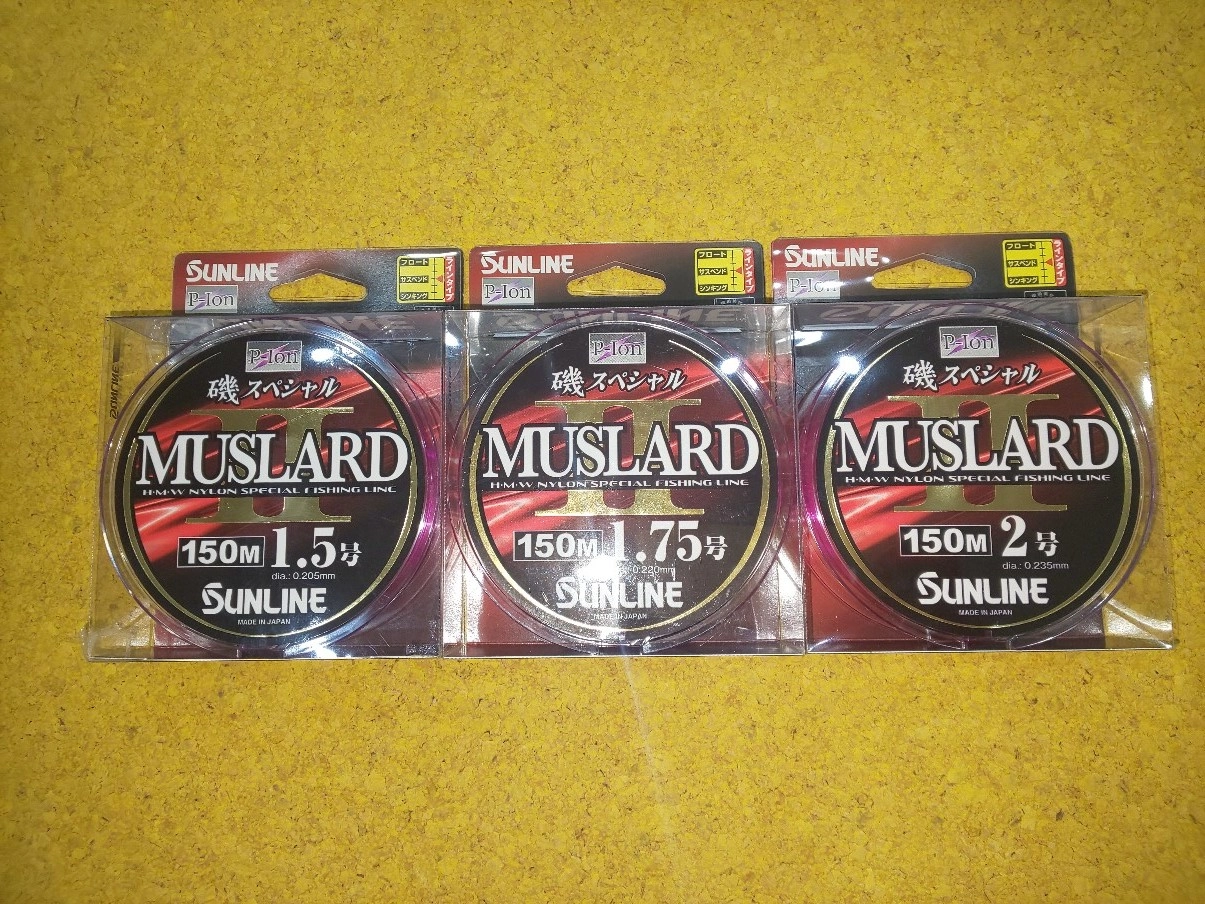 SUNLINE
P-Ion
フロート
サスペンド
シンキング
ラインタイプ
P-Ion
磯スペシャル
II
MUSLARD
H・M・W NYLON SPECIAL FISHING LINE
150M 1.5号
dia.: 0.205mm
SUNLINE
MADE IN JAPAN
SUNLINE
P-Ion
フロート
サスペンド
シンキング
ラインタイプ
P-Ion
磯スペシャル
II
MUSLARD
H・M・W NYLON SPECIAL FISHING LINE
150M 1.75号
0.220mm
SUNLINE
MADE IN JAPAN
SUNLINE
P-Ion
フロート
サスペンド
シンキング
ラインタイプ
P-Ion
磯スペシャル
II
MUSLARD
H・M・W NYLON SPECIAL FISHING LINE
150M 2号
dia.: 0.235mm
SUNLINE
MADE IN JAPAN